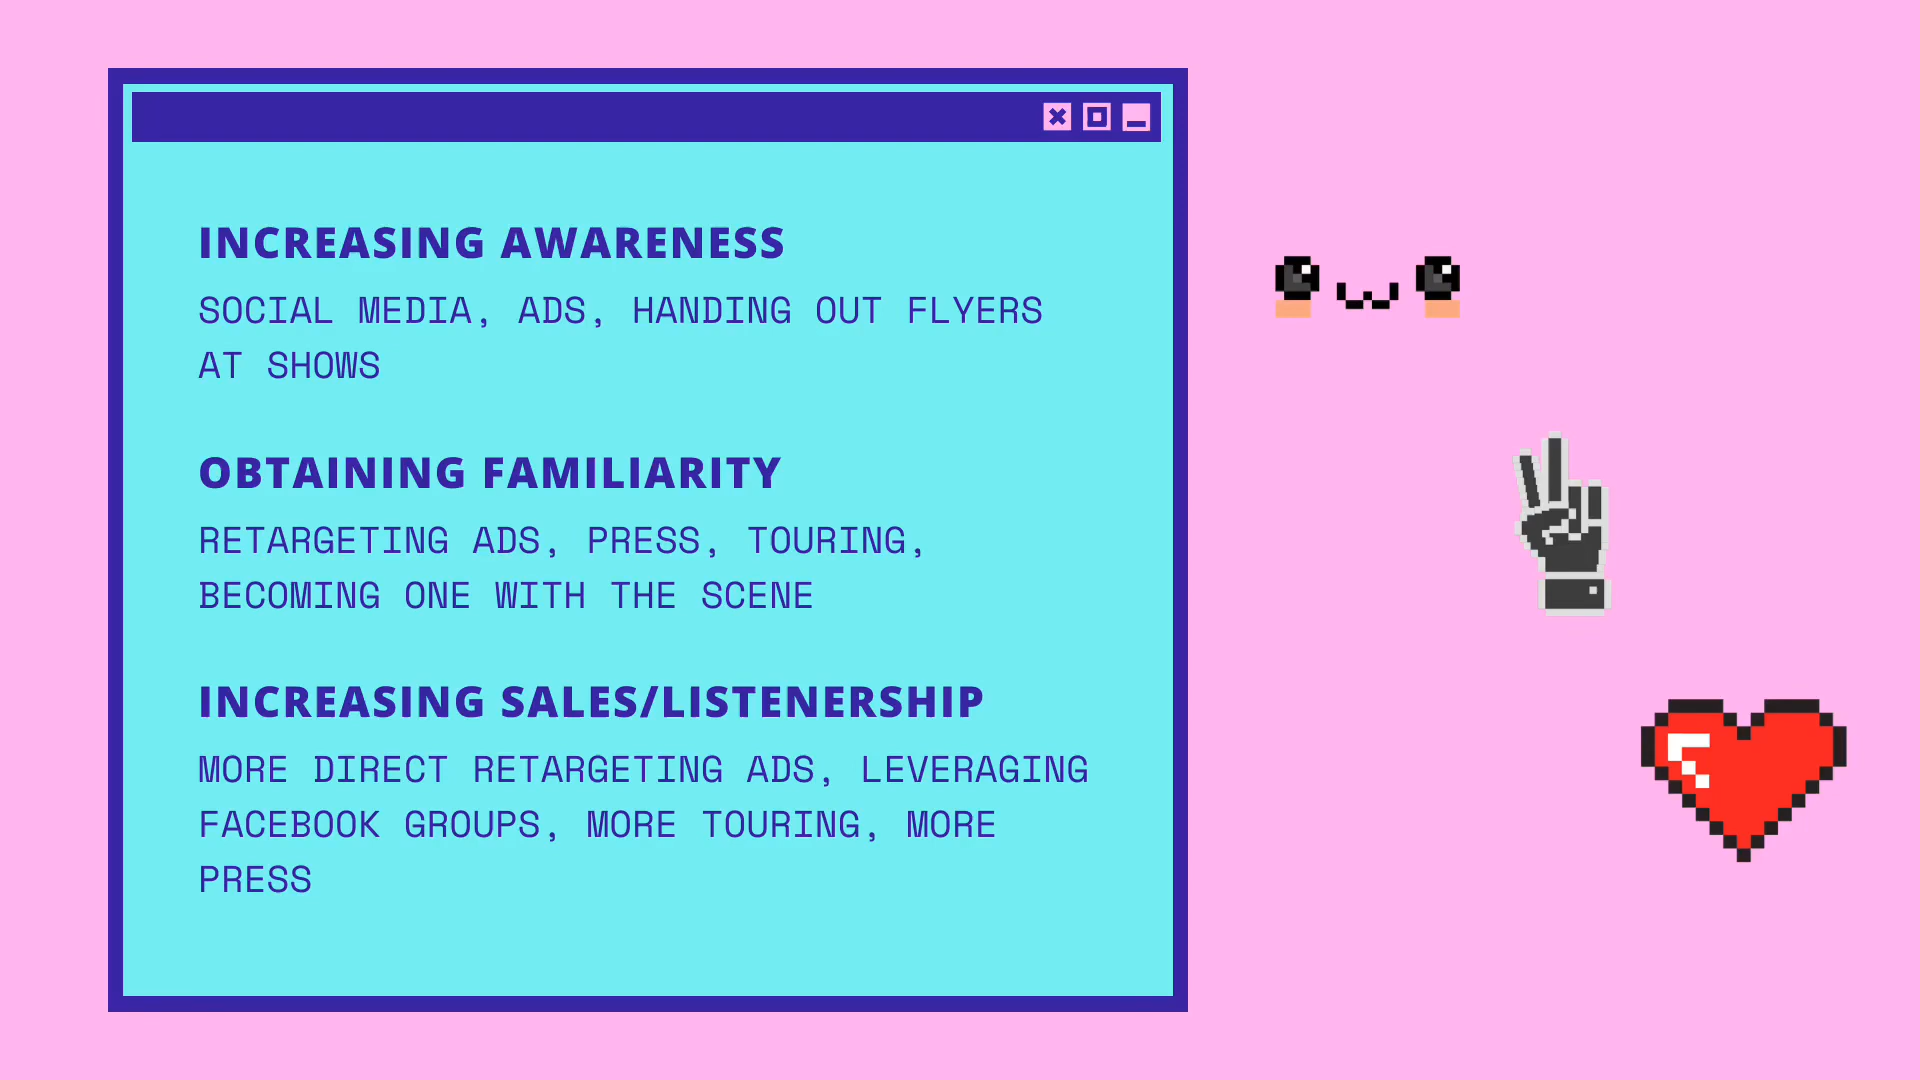 INCREASING AWARENESS
SOCIAL MEDIA, ADS, HANDING OUT FLYERS
AT SHOWS
OBTAINING FAMILIARITY
RETARGETING ADS, PRESS, TOURING,
BECOMING ONE WITH THE SCENE
INCREASING SALES/LISTENERSHIP
MORE DIRECT RETARGETING ADS, LEVERAGING
FACEBOOK GROUPS, MORE TOURING, MORE
PRESS